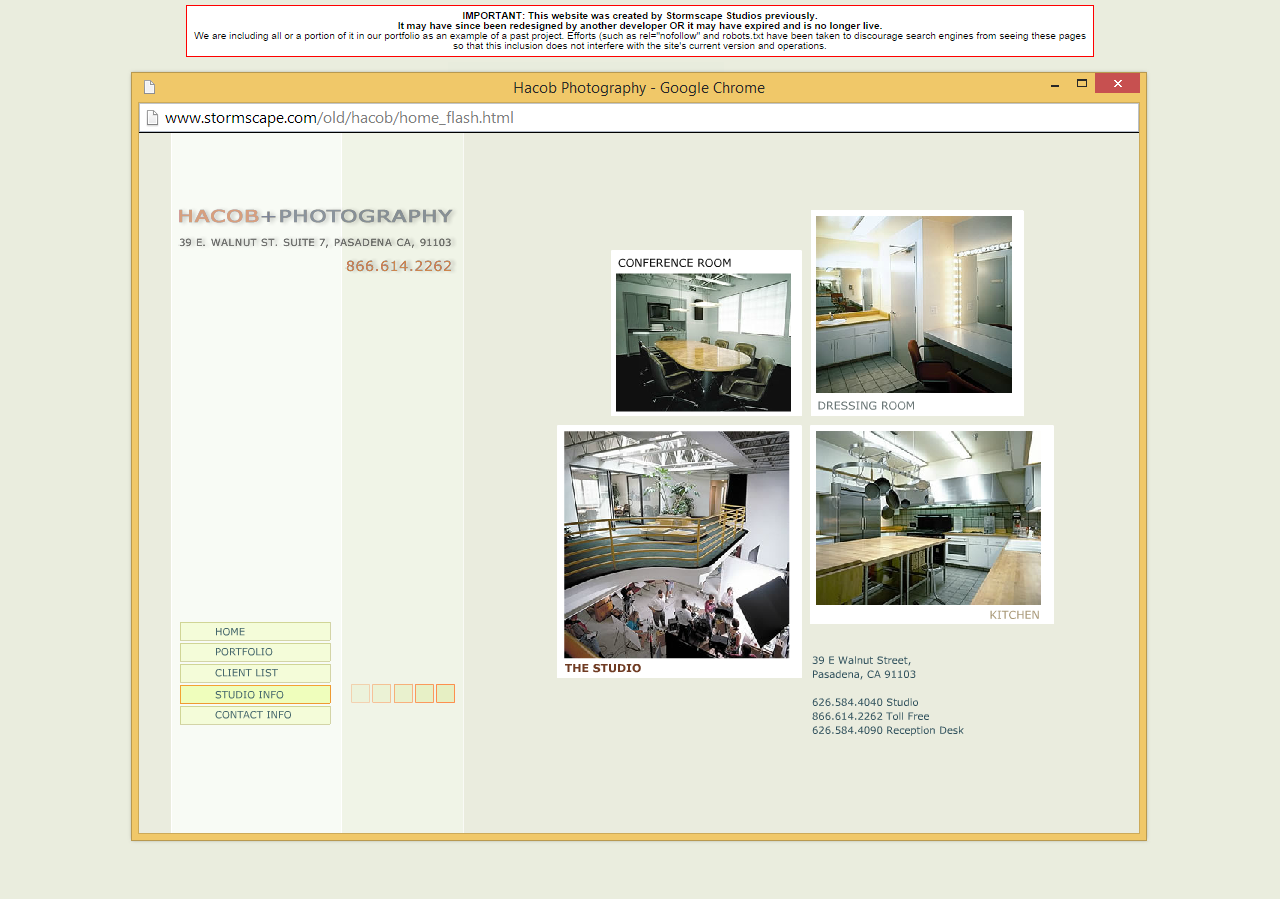 IMPORTANT: This website was created by Stormscape Studios previously.
It may have since been redesigned by another developer OR it may have expired and is no longer live.
We are including all or a portion of it in our portfolio as an example of a past project. Efforts (such as rel="nofollow" and robots.txt have been taken to discourage search engines from seeing these pages
so that this inclusion does not interfere with the site's current version and operations.
Hacob Photography - Google Chrome
www.stormscape.com/old/hacob/home_flash.html
HACOB+PHOTOGRAPHY
39 E. WALNUT ST. SUITE 7, PASADENA CA, 91103
866.614.2262
CONFERENCE ROOM
DRESSING ROOM
THE STUDIO
KITCHEN
HOME
PORTFOLIO
CLIENT LIST
STUDIO INFO
CONTACT INFO
39 E Walnut Street,
Pasadena, CA 91103
626.584.4040 Studio
866.614.2262 Toll Free
626.584.4090 Reception Desk